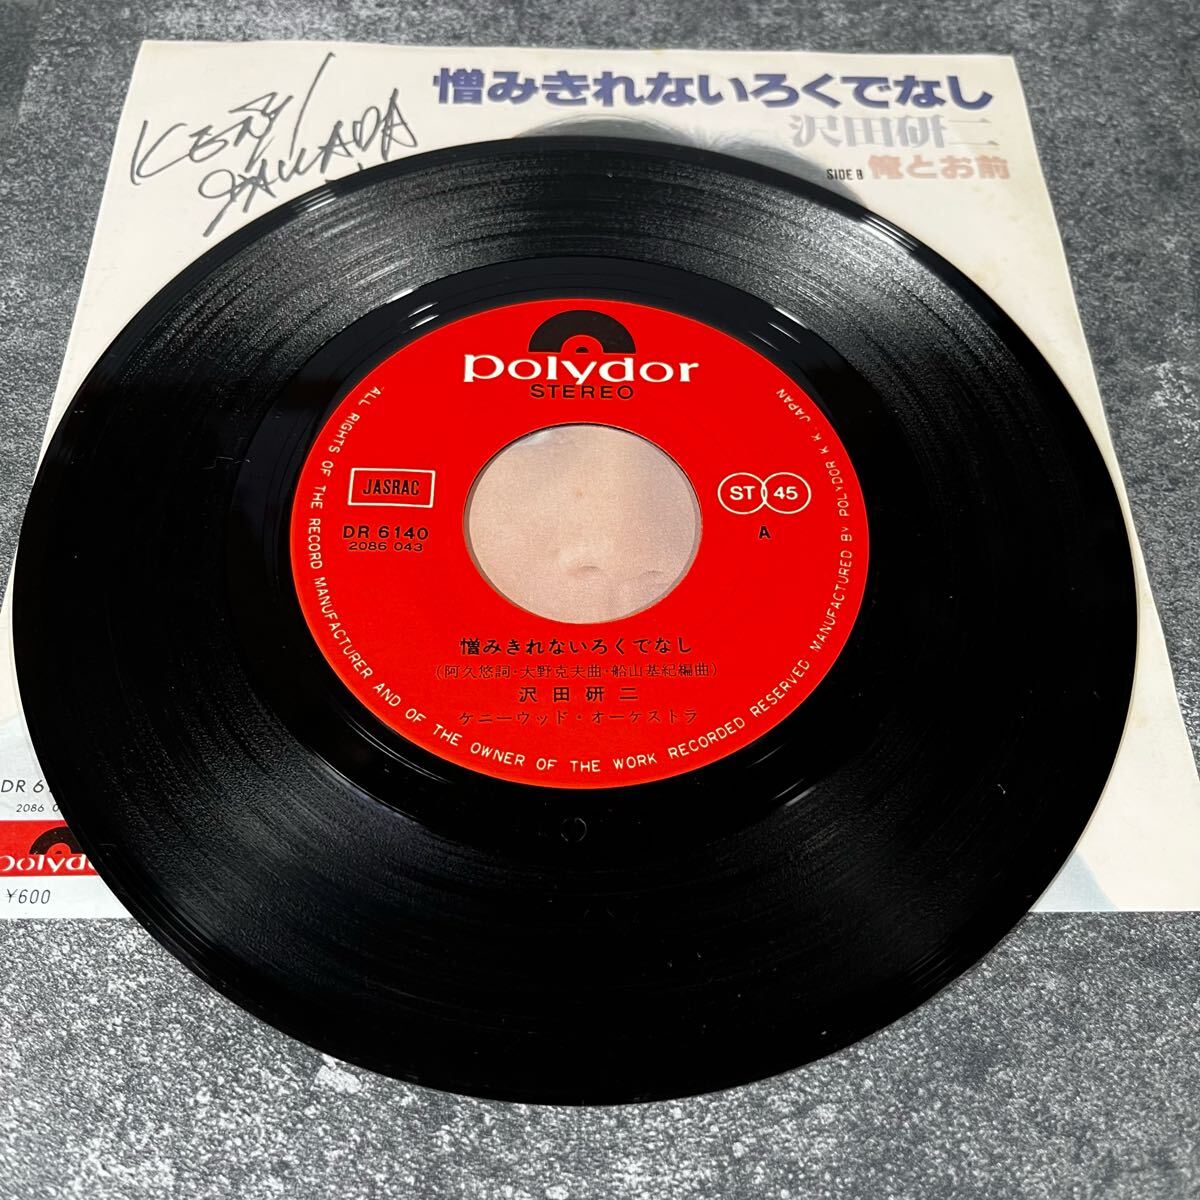 憎みきれないろくでなし
沢田研二
SIDE B 俺とお前
KENJI
SAWADA
polydor
STEREO
JASRAC
DR 6140
2086 043
ST 45
A
憎みきれないろくでなし
(阿久悠詞・大野克夫曲・船山基紀編曲)
沢田研二
ケニーウッド・オーケストラ
ALL RIGHTS OF THE RECORD MANUFACTURER AND OF THE OWNER OF THE WORK RECORDED RESERVED MANUFACTURED BY POLYDOR K.K. JAPAN
DR
2086
¥600